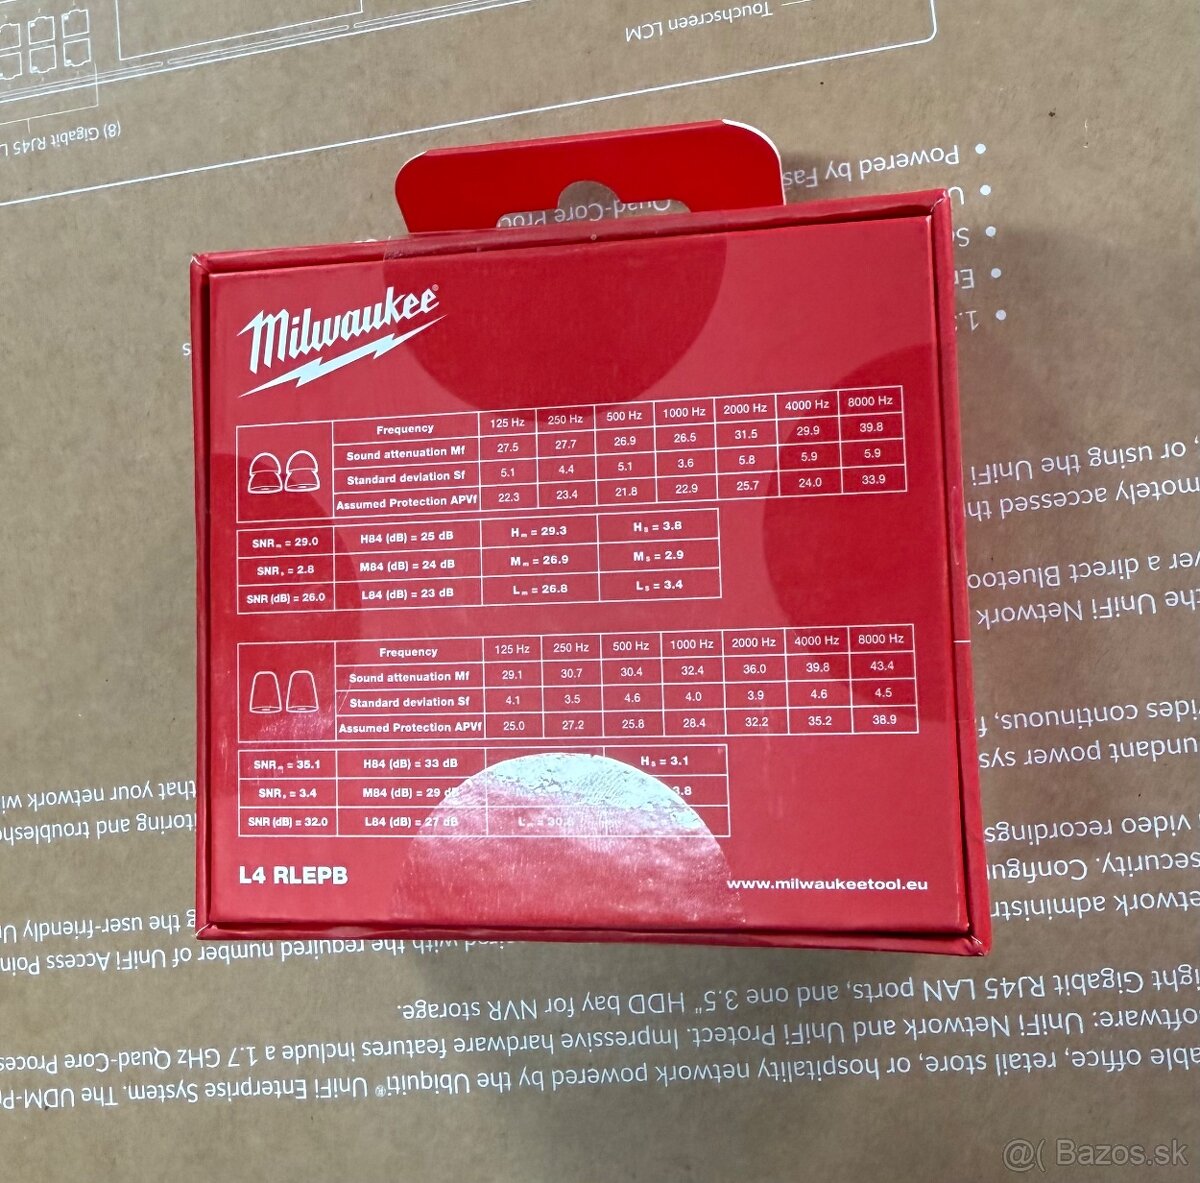 Touchscreen LCM
(8) Gigabit RJ45 L
Powered by Fas
Quad-Core Proc
Milwaukee®
Frequency 125 Hz 250 Hz 500 Hz 1000 Hz 2000 Hz 4000 Hz 8000 Hz
Sound attenuation Mf 27.5 27.7 26.9 26.5 31.5 29.9 39.8
Standard deviation Sf 5.1 4.4 5.1 3.6 5.8 5.9 5.9
Assumed Protection APVf 22.3 23.4 21.8 22.9 25.7 24.0 33.9
SNRm = 29.0 H84 (dB) = 25 dB Hm = 29.3 Hs = 3.8
SNRs = 2.8 M84 (dB) = 24 dB Mm = 26.9 Ms = 2.9
SNR (dB) = 26.0 L84 (dB) = 23 dB Lm = 26.8 Ls = 3.4
Frequency 125 Hz 250 Hz 500 Hz 1000 Hz 2000 Hz 4000 Hz 8000 Hz
Sound attenuation Mf 29.1 30.7 30.4 32.4 36.0 39.8 43.4
Standard deviation Sf 4.1 3.5 4.6 4.0 3.9 4.6 4.5
Assumed Protection APVf 25.0 27.2 25.8 28.4 32.2 35.2 38.9
SNRm = 35.1 H84 (dB) = 33 dB Hs = 3.1
SNRs = 3.4 M84 (dB) = 29 dB 3.8
SNR (dB) = 32.0 L84 (dB) = 27 dB
L4 RLEPB
www.milwaukeetool.eu
or using the UniFi
motely accessed th
ver a direct Bluetoo
the UniFi Network
ides continuous, f
undant power sys
that your network wi
video recordings
itoring and troublesho
security. Configu
etwork administr
g the user-friendly U
with the required number of UniFi Access Poin
ight Gigabit RJ45 LAN ports, and one 3.5" HDD bay for NVR storage.
oftware: UniFi Network and UniFi Protect. Impressive hardware features include a 1.7 GHz Quad-Core Proces
able office, retail store, or hospitality network powered by the Ubiquiti® UniFi Enterprise System. The UDM-P
@( Bazos.sk